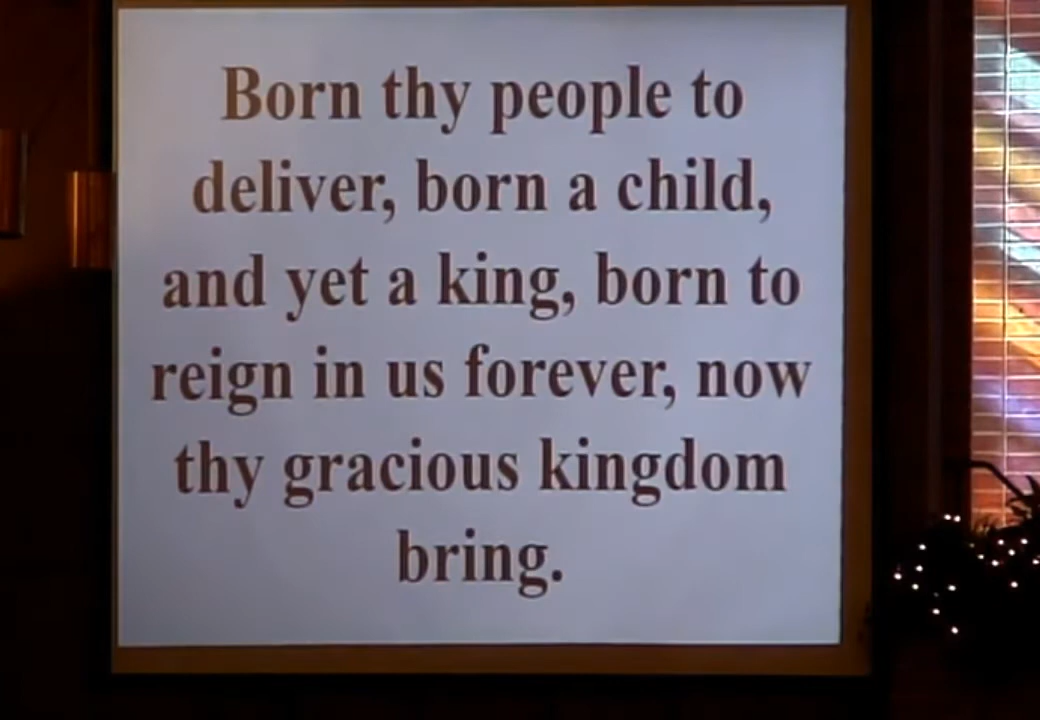 Born thy people to
deliver, born a child,
and yet a king, born to
reign in us forever, now
thy gracious kingdom
bring.